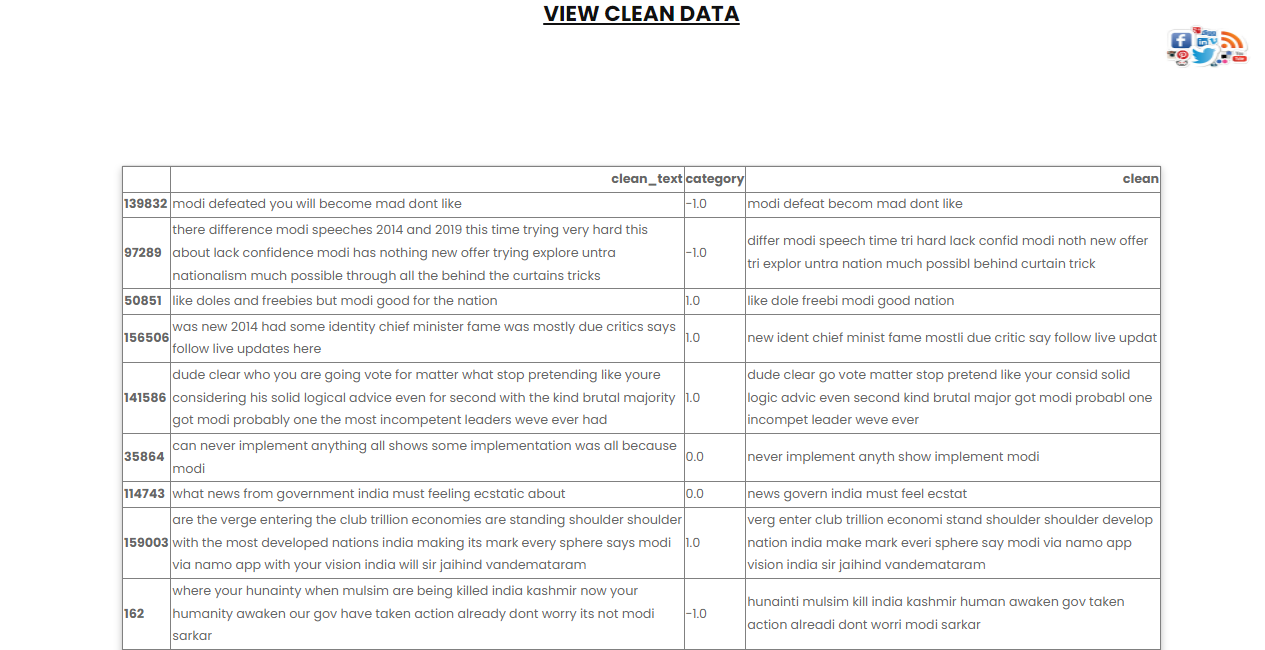 VIEW CLEAN DATA
clean_text category clean
139832 modi defeated you will become mad dont like -1.0 modi defeat becom mad dont like
97289 there difference modi speeches 2014 and 2019 this time trying very hard this
about lack confidence modi has nothing new offer trying explore untra
nationalism much possible through all the behind the curtains tricks
-1.0 differ modi speech time tri hard lack confid modi noth new offer
tri explor untra nation much possibl behind curtain trick
50851 like doles and freebies but modi good for the nation 1.0 like dole freebi modi good nation
156506 was new 2014 had some identity chief minister fame was mostly due critics says
follow live updates here
1.0 new ident chief minist fame mostli due critic say follow live updat
141586 dude clear who you are going vote for matter what stop pretending like youre
considering his solid logical advice even for second with the kind brutal majority
got modi probably one the most incompetent leaders weve ever had
1.0 dude clear go vote matter stop pretend like your consid solid
logic advic even second kind brutal major got modi probabl one
incompet leader weve ever
35864 can never implement anything all shows some implementation was all because
modi
0.0 never implement anyth show implement modi
114743 what news from government india must feeling ecstatic about 0.0 news govern india must feel ecstat
159003 are the verge entering the club trillion economies are standing shoulder shoulder
with the most developed nations india making its mark every sphere says modi
via namo app with your vision india will sir jaihind vandemataram
1.0 verg enter club trillion economi stand shoulder shoulder develop
nation india make mark everi sphere say modi via namo app
vision india sir jaihind vandemataram
162 where your hunainty when mulsim are being killed india kashmir now your
humanity awaken our gov have taken action already dont worry its not modi
sarkar
-1.0 hunainti mulsim kill india kashmir human awaken gov taken
action alreadi dont worri modi sarkar